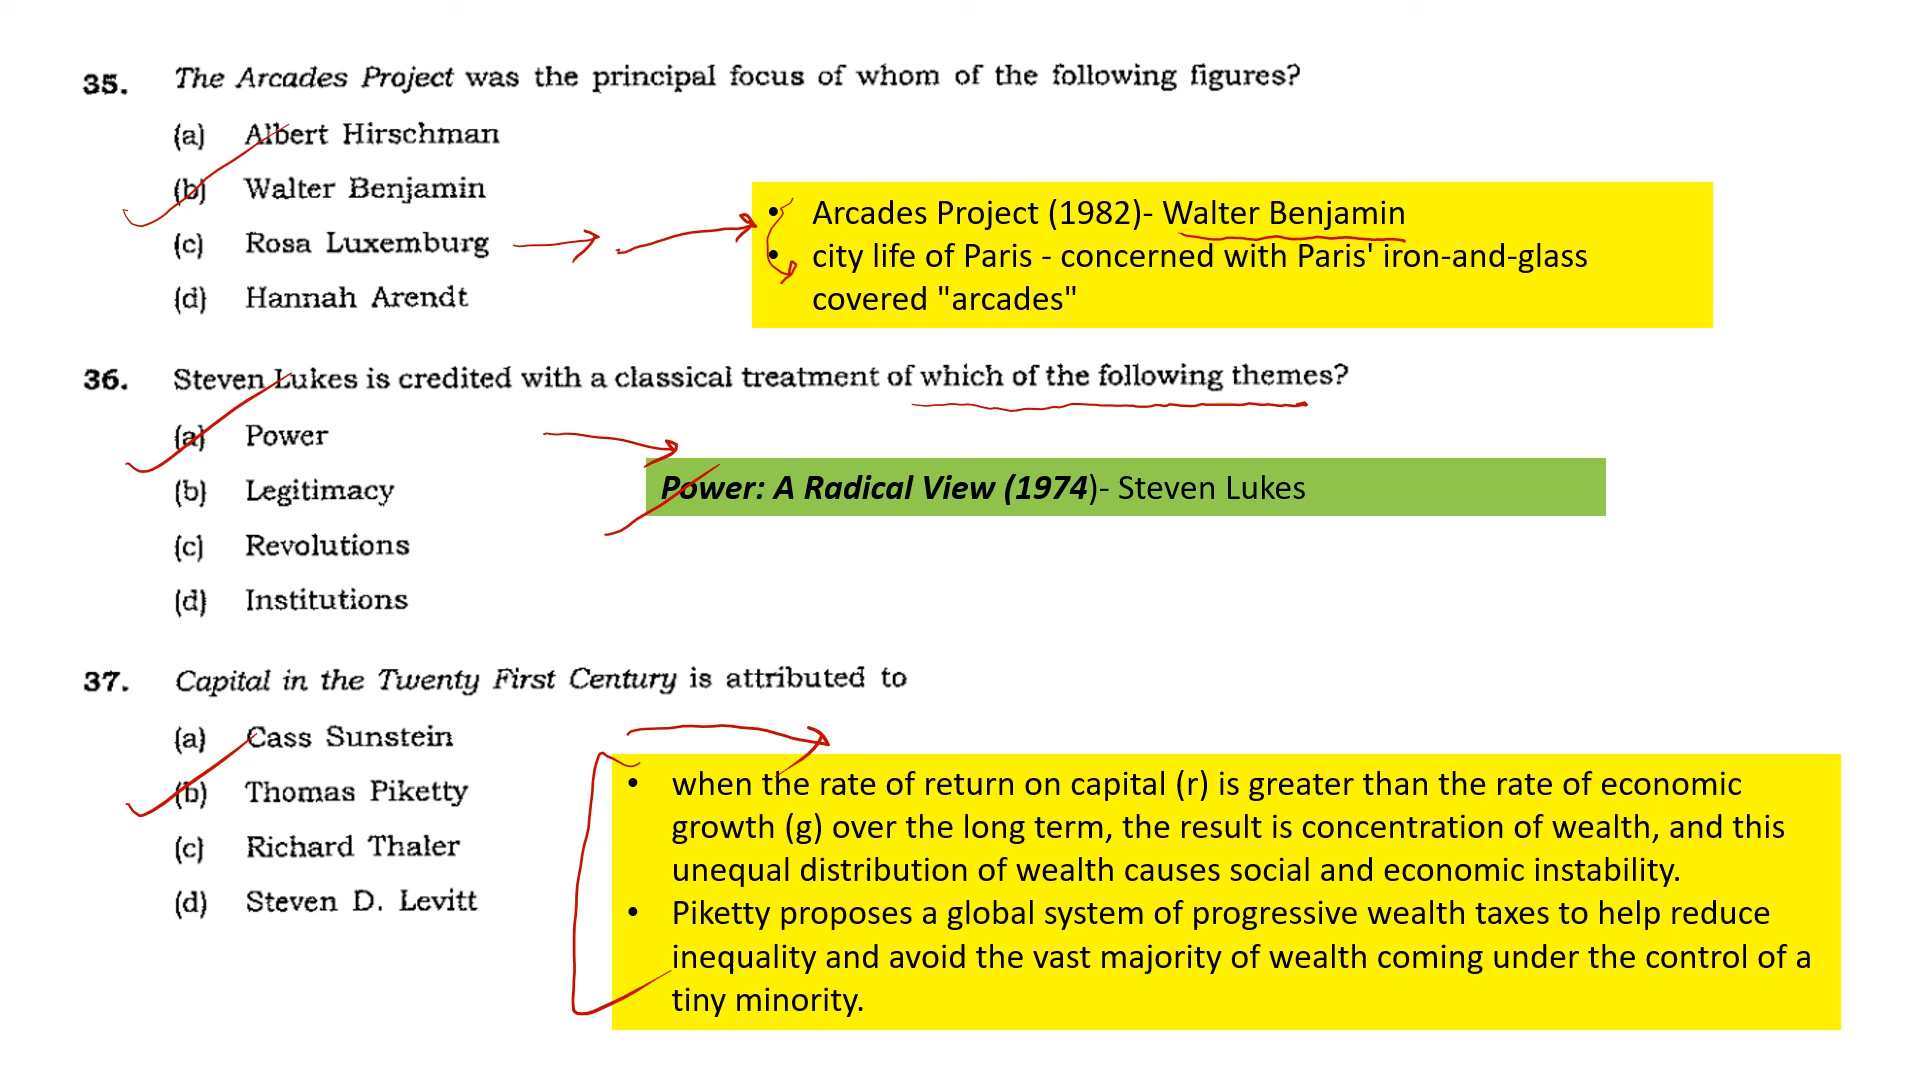 35. The Arcades Project was the principal focus of whom of the following figures?
(a) Albert Hirschman
(b) Walter Benjamin
(c) Rosa Luxemburg
(d) Hannah Arendt
• Arcades Project (1982)- Walter Benjamin
• city life of Paris - concerned with Paris' iron-and-glass
covered "arcades"
36. Steven Lukes is credited with a classical treatment of which of the following themes?
(a) Power
(b) Legitimacy
(c) Revolutions
(d) Institutions
Power: A Radical View (1974)- Steven Lukes
37. Capital in the Twenty First Century is attributed to
(a) Cass Sunstein
(b) Thomas Piketty
(c) Richard Thaler
(d) Steven D. Levitt
• when the rate of return on capital (r) is greater than the rate of economic
growth (g) over the long term, the result is concentration of wealth, and this
unequal distribution of wealth causes social and economic instability.
• Piketty proposes a global system of progressive wealth taxes to help reduce
inequality and avoid the vast majority of wealth coming under the control of a
tiny minority.